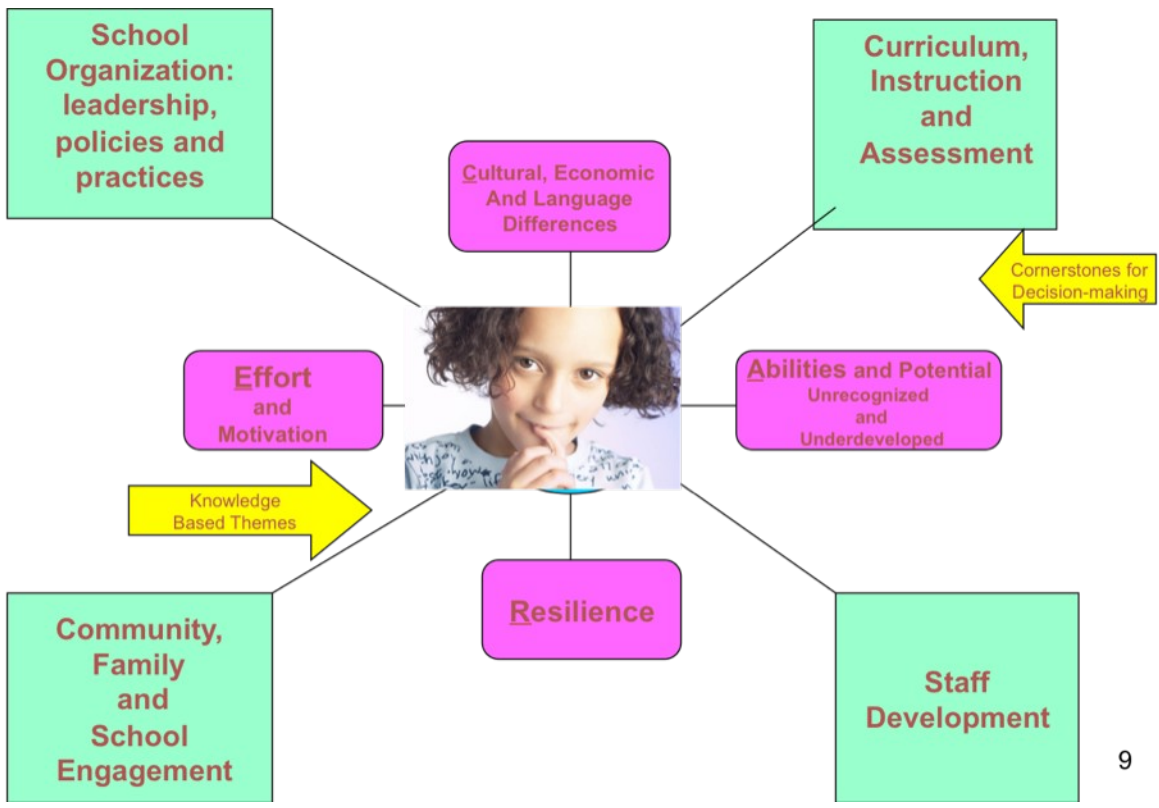 School
Organization:
leadership,
policies and
practices
Curriculum,
Instruction
and
Assessment
Cultural, Economic
And Language
Differences
Cornerstones for
Decision-making
Effort
and
Motivation
Abilities and Potential
Unrecognized
and
Underdeveloped
Knowledge
Based Themes
Resilience
Community,
Family
and
School
Engagement
Staff
Development
9